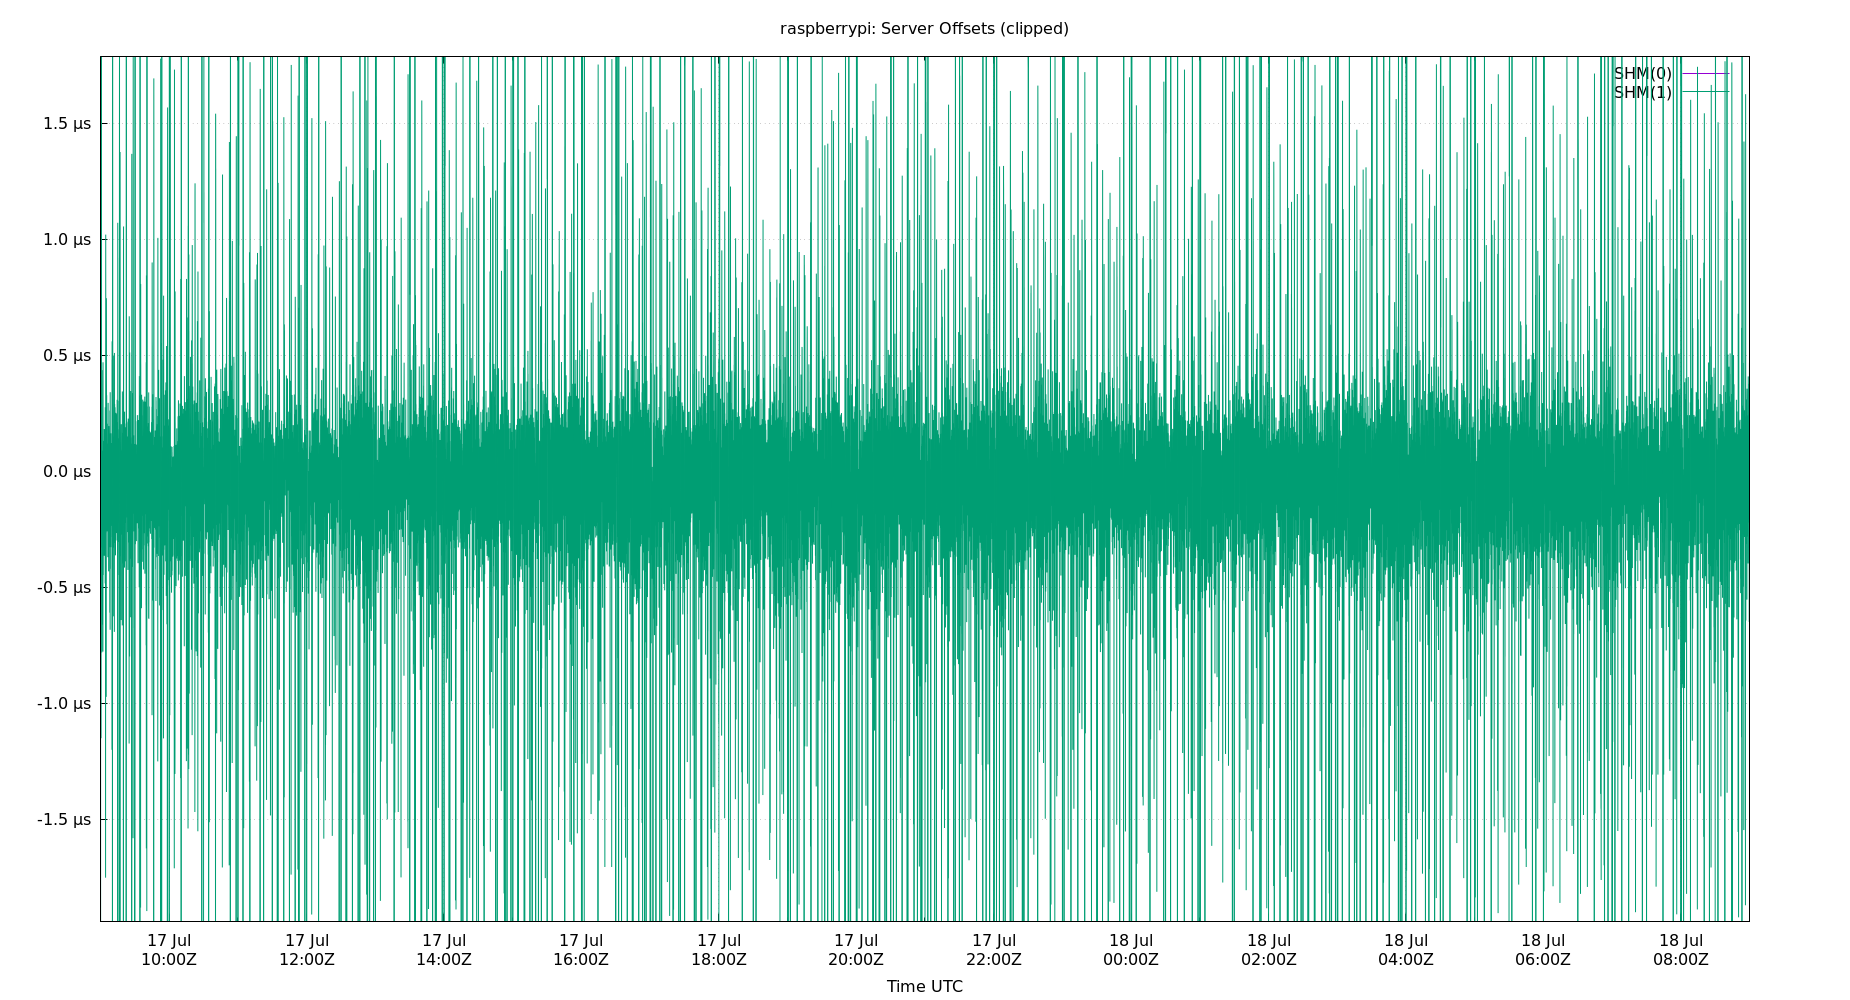 raspberrypi: Server Offsets (clipped)
SHM(0)
SHM(1)
1.5 µs
1.0 µs
0.5 µs
0.0 µs
-0.5 µs
-1.0 µs
-1.5 µs
17 Jul 17 Jul 17 Jul 17 Jul 17 Jul 17 Jul 17 Jul 18 Jul 18 Jul 18 Jul 18 Jul 18 Jul
10:00Z 12:00Z 14:00Z 16:00Z 18:00Z 20:00Z 22:00Z 00:00Z 02:00Z 04:00Z 06:00Z 08:00Z
Time UTC